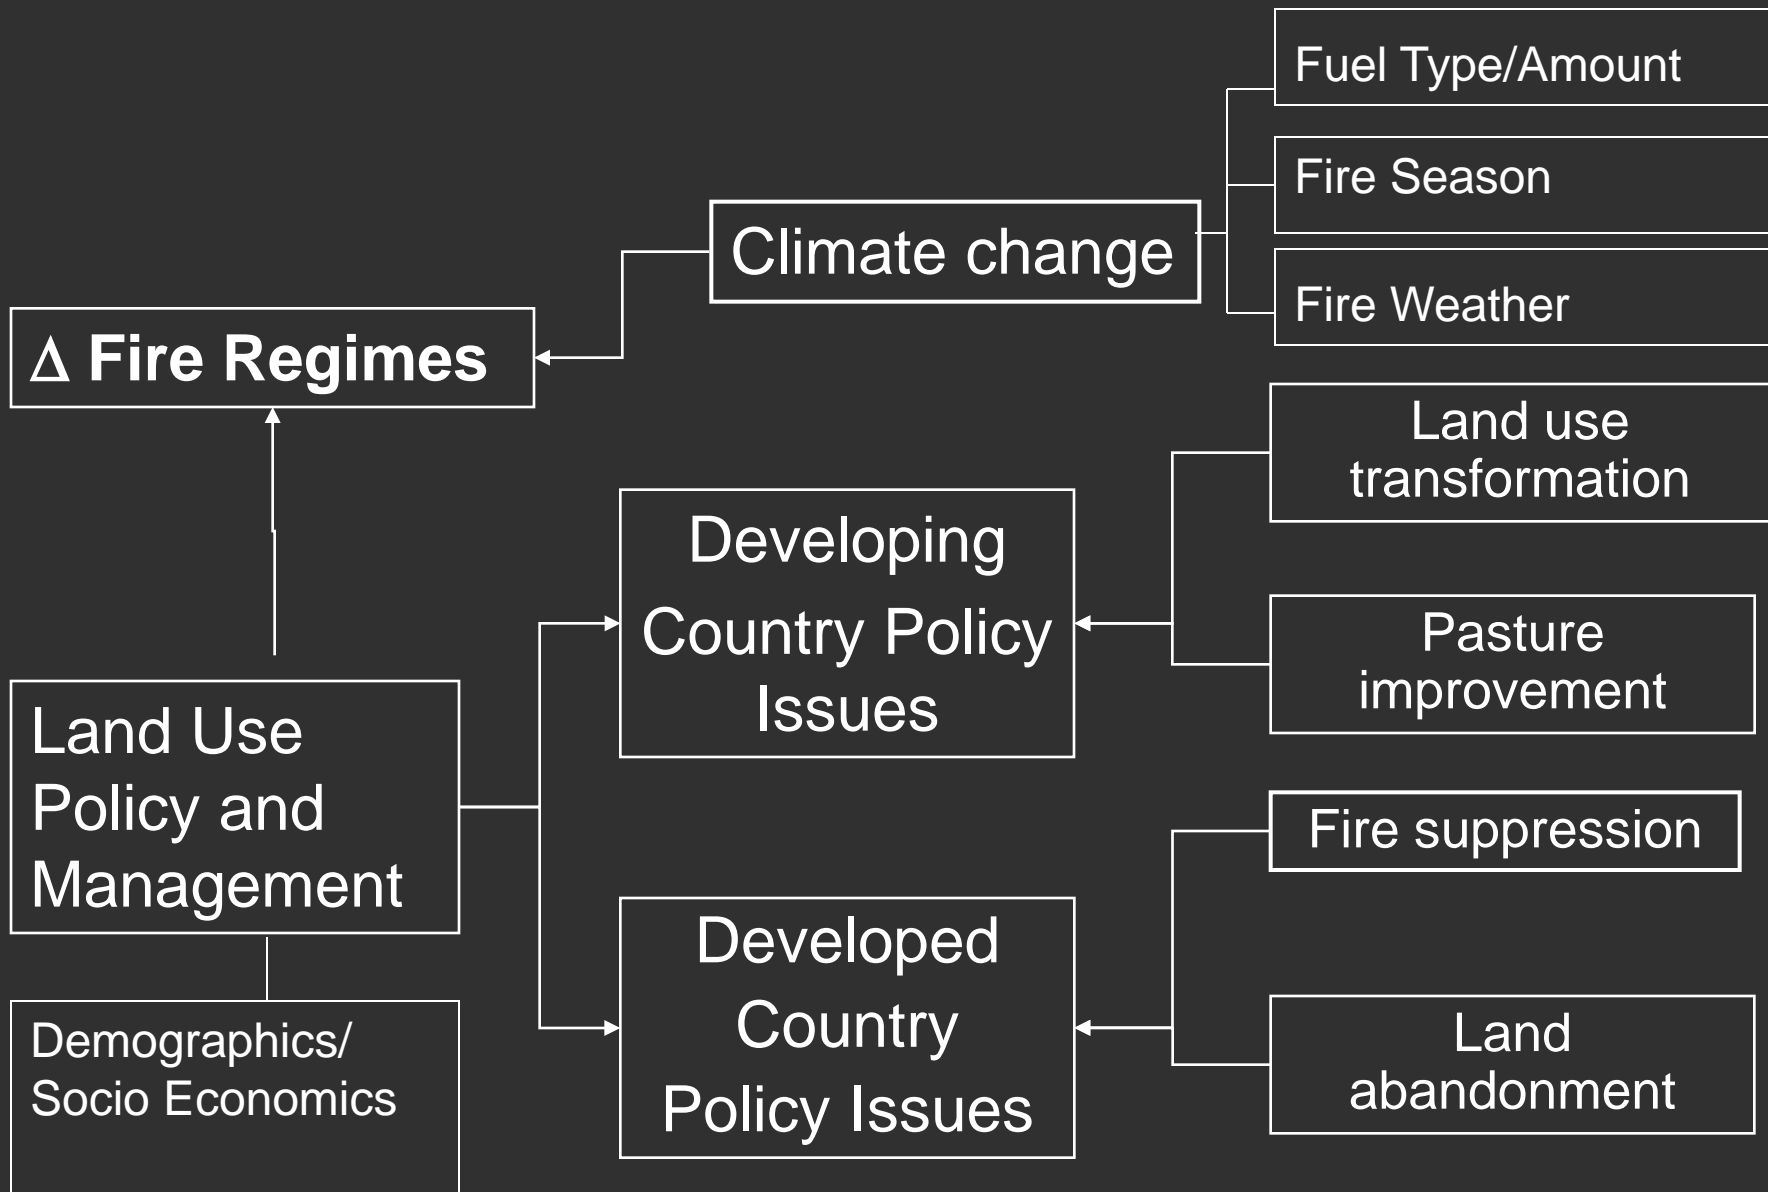 Fuel Type/Amount
Fire Season
Climate change
Fire Weather
Δ Fire Regimes
Land use
transformation
Developing
Country Policy
Issues
Pasture
improvement
Land Use
Policy and
Management
Fire suppression
Developed
Country
Policy Issues
Land
abandonment
Demographics/
Socio Economics